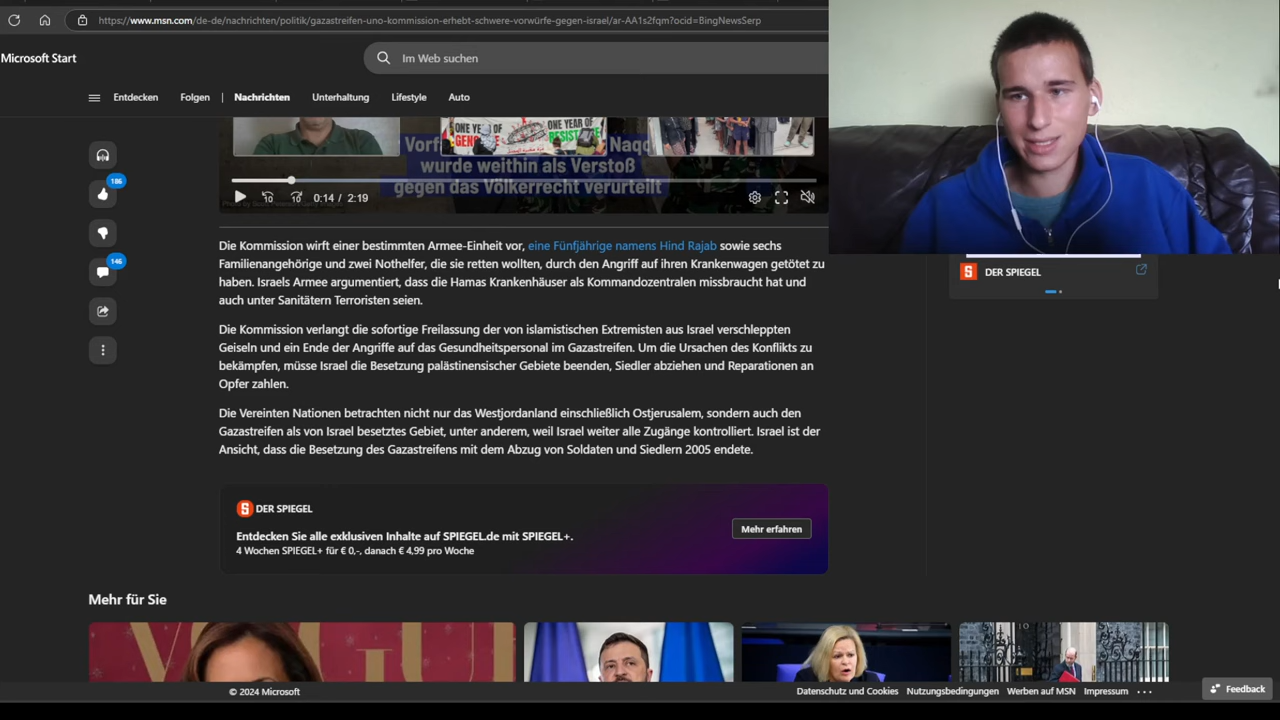 https://www.msn.com/de-de/nachrichten/politik/gazastreifen-uno-kommission-erhebt-schwere-vorwürfe-gegen-israel/ar-AA1s2fqm?ocid=BingNewsSerp
Microsoft Start
Im Web suchen
Entdecken
Folgen
Nachrichten
Unterhaltung
Lifestyle
Auto
ONE YEAR OF GENOC
ONE YEAR OF RESIST
Vorf
Naqo
wurde weithin als Verstoß
gegen das Völkerrecht verurteilt
186
0:14 / 2:19
Die Kommission wirft einer bestimmten Armee-Einheit vor, eine Fünfjährige namens Hind Rajab sowie sechs
Familienangehörige und zwei Nothelfer, die sie retten wollten, durch den Angriff auf ihren Krankenwagen getötet zu
haben. Israels Armee argumentiert, dass die Hamas Krankenhäuser als Kommandozentralen missbraucht hat und
auch unter Sanitätern Terroristen seien.
146
DER SPIEGEL
Die Kommission verlangt die sofortige Freilassung der von islamistischen Extremisten aus Israel verschleppten
Geiseln und ein Ende der Angriffe auf das Gesundheitspersonal im Gazastreifen. Um die Ursachen des Konflikts zu
bekämpfen, müsse Israel die Besetzung palästinensischer Gebiete beenden, Siedler abziehen und Reparationen an
Opfer zahlen.
Die Vereinten Nationen betrachten nicht nur das Westjordanland einschließlich Ostjerusalem, sondern auch den
Gazastreifen als von Israel besetztes Gebiet, unter anderem, weil Israel weiter alle Zugänge kontrolliert. Israel ist der
Ansicht, dass die Besetzung des Gazastreifens mit dem Abzug von Soldaten und Siedlern 2005 endete.
DER SPIEGEL
Entdecken Sie alle exklusiven Inhalte auf SPIEGEL.de mit SPIEGEL+.
4 Wochen SPIEGEL+ für € 0,-, danach € 4,99 pro Woche
Mehr erfahren
Mehr für Sie
VOGU
© 2024 Microsoft
Datenschutz und Cookies
Nutzungsbedingungen
Werben auf MSN
Impressum
Feedback